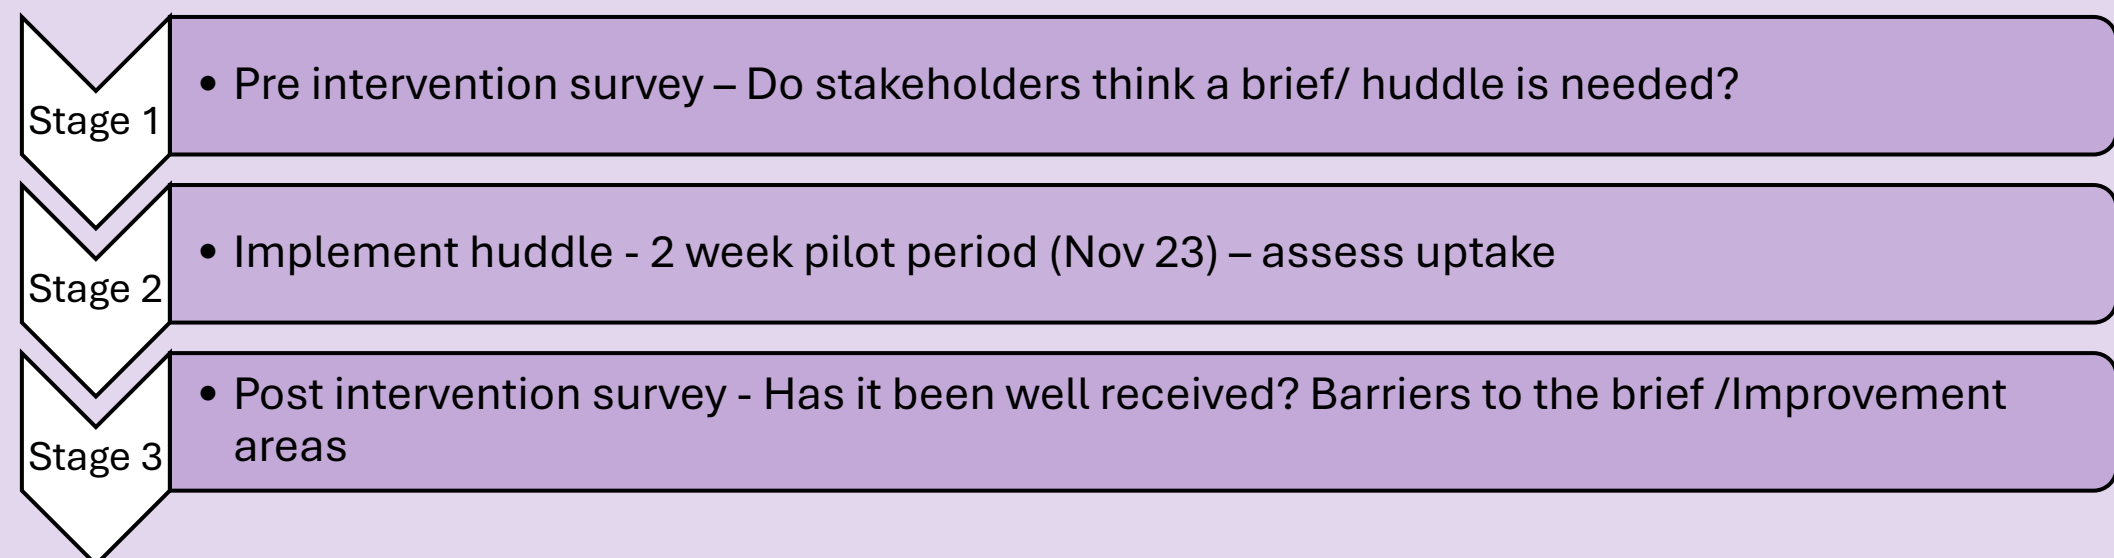 Stage 1
• Pre intervention survey – Do stakeholders think a brief/ huddle is needed?
Stage 2
• Implement huddle - 2 week pilot period (Nov 23) – assess uptake
Stage 3
• Post intervention survey - Has it been well received? Barriers to the brief /Improvement
areas